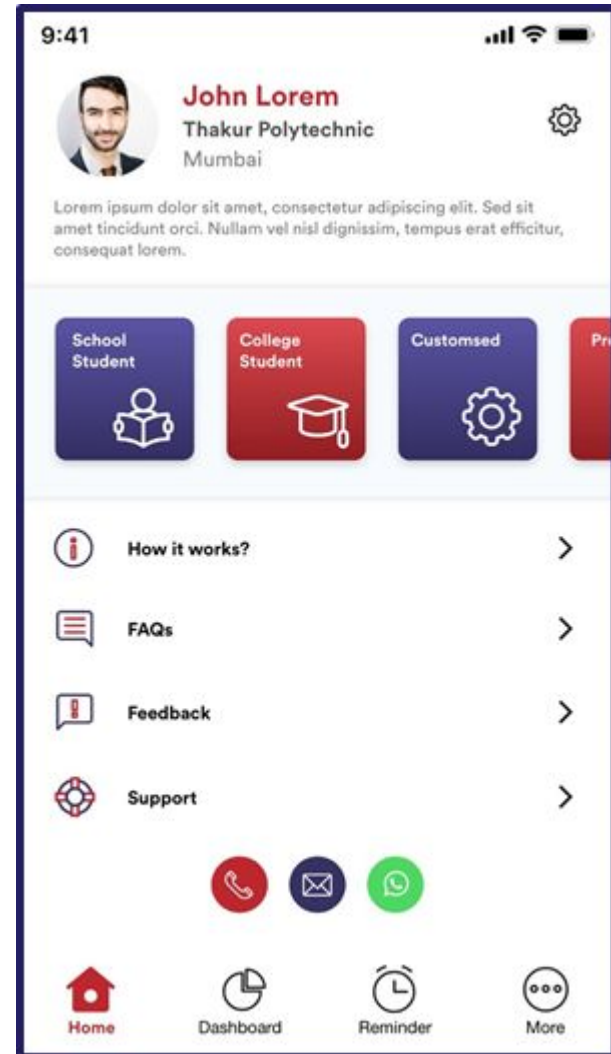 9:41
John Lorem
Thakur Polytechnic
Mumbai
Lorem ipsum dolor sit amet, consectetur adipiscing elit. Sed sit
amet tincidunt orci. Nullam vel nisl dignissim, tempus erat efficitur,
consequat lorem.
School
Student
College
Student
Customsed
How it works?
FAQs
Feedback
Support
Home
Dashboard
Reminder
More